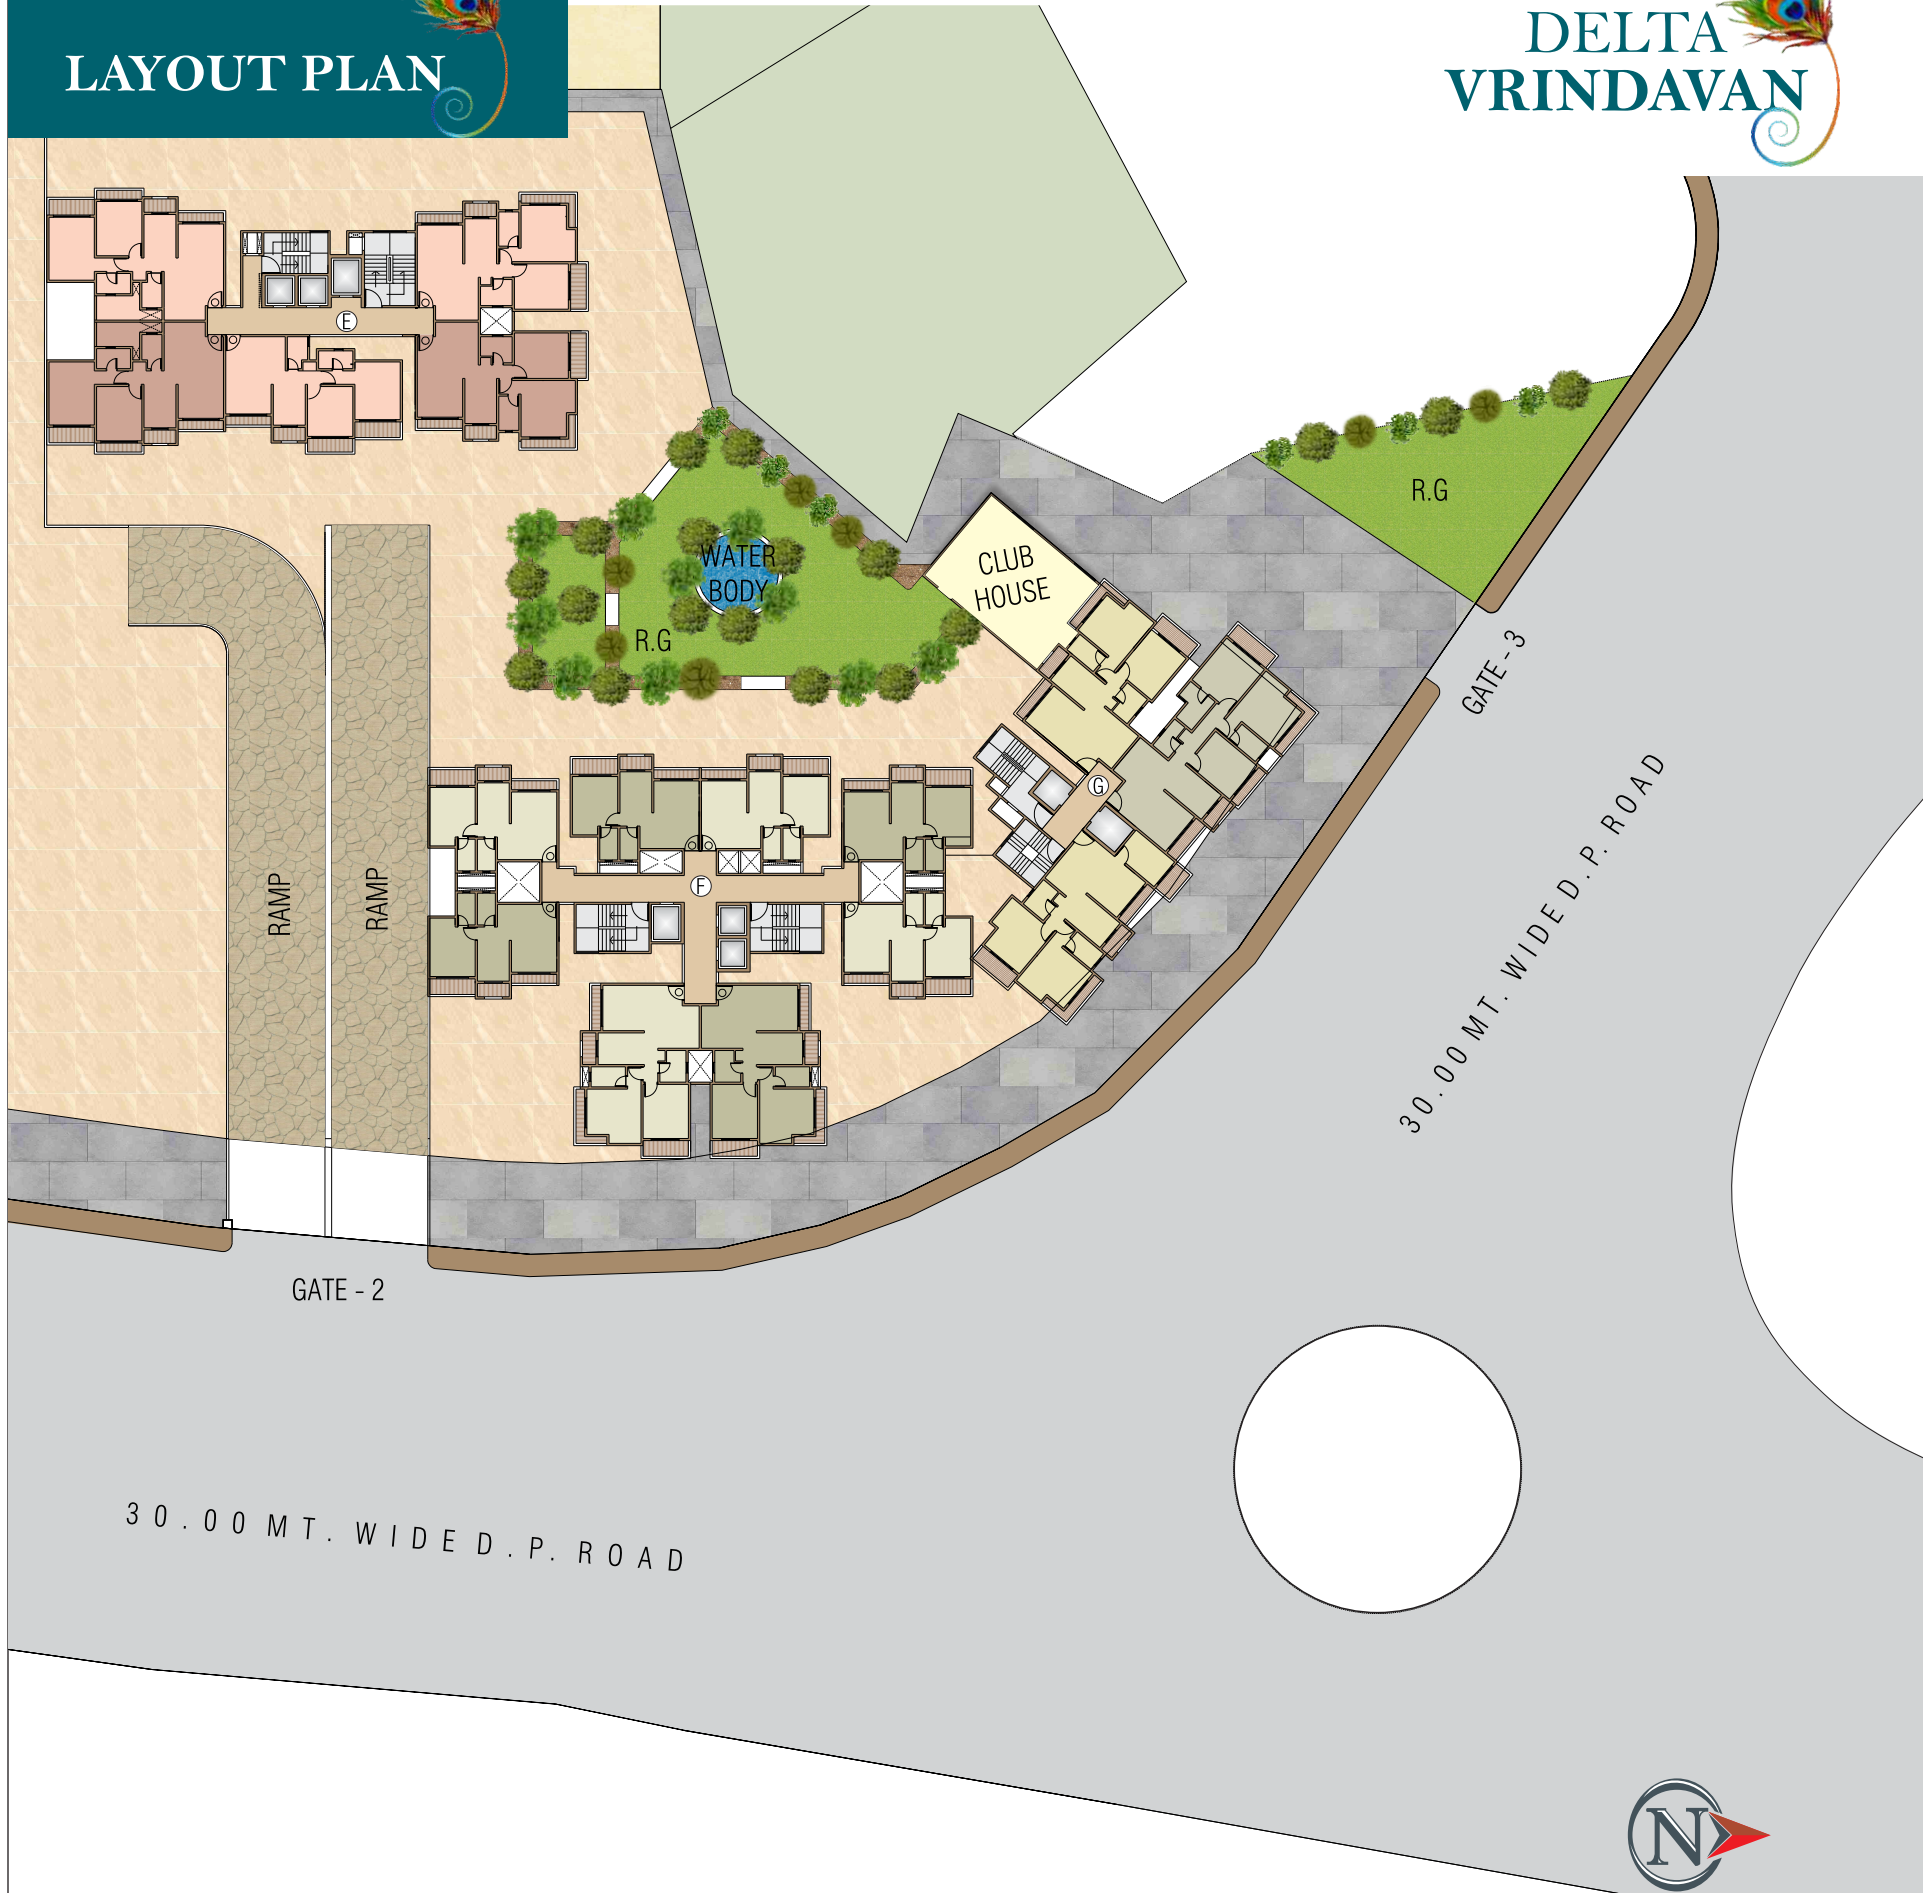 LAYOUT PLAN
DELTA
VRINDAVAN
E
R.G
WATER
BODY
CLUB
HOUSE
R.G
GATE - 3
G
F
RAMP
RAMP
30.00 MT. WIDE D.P. ROAD
GATE - 2
30.00 MT. WIDE D.P. ROAD
N